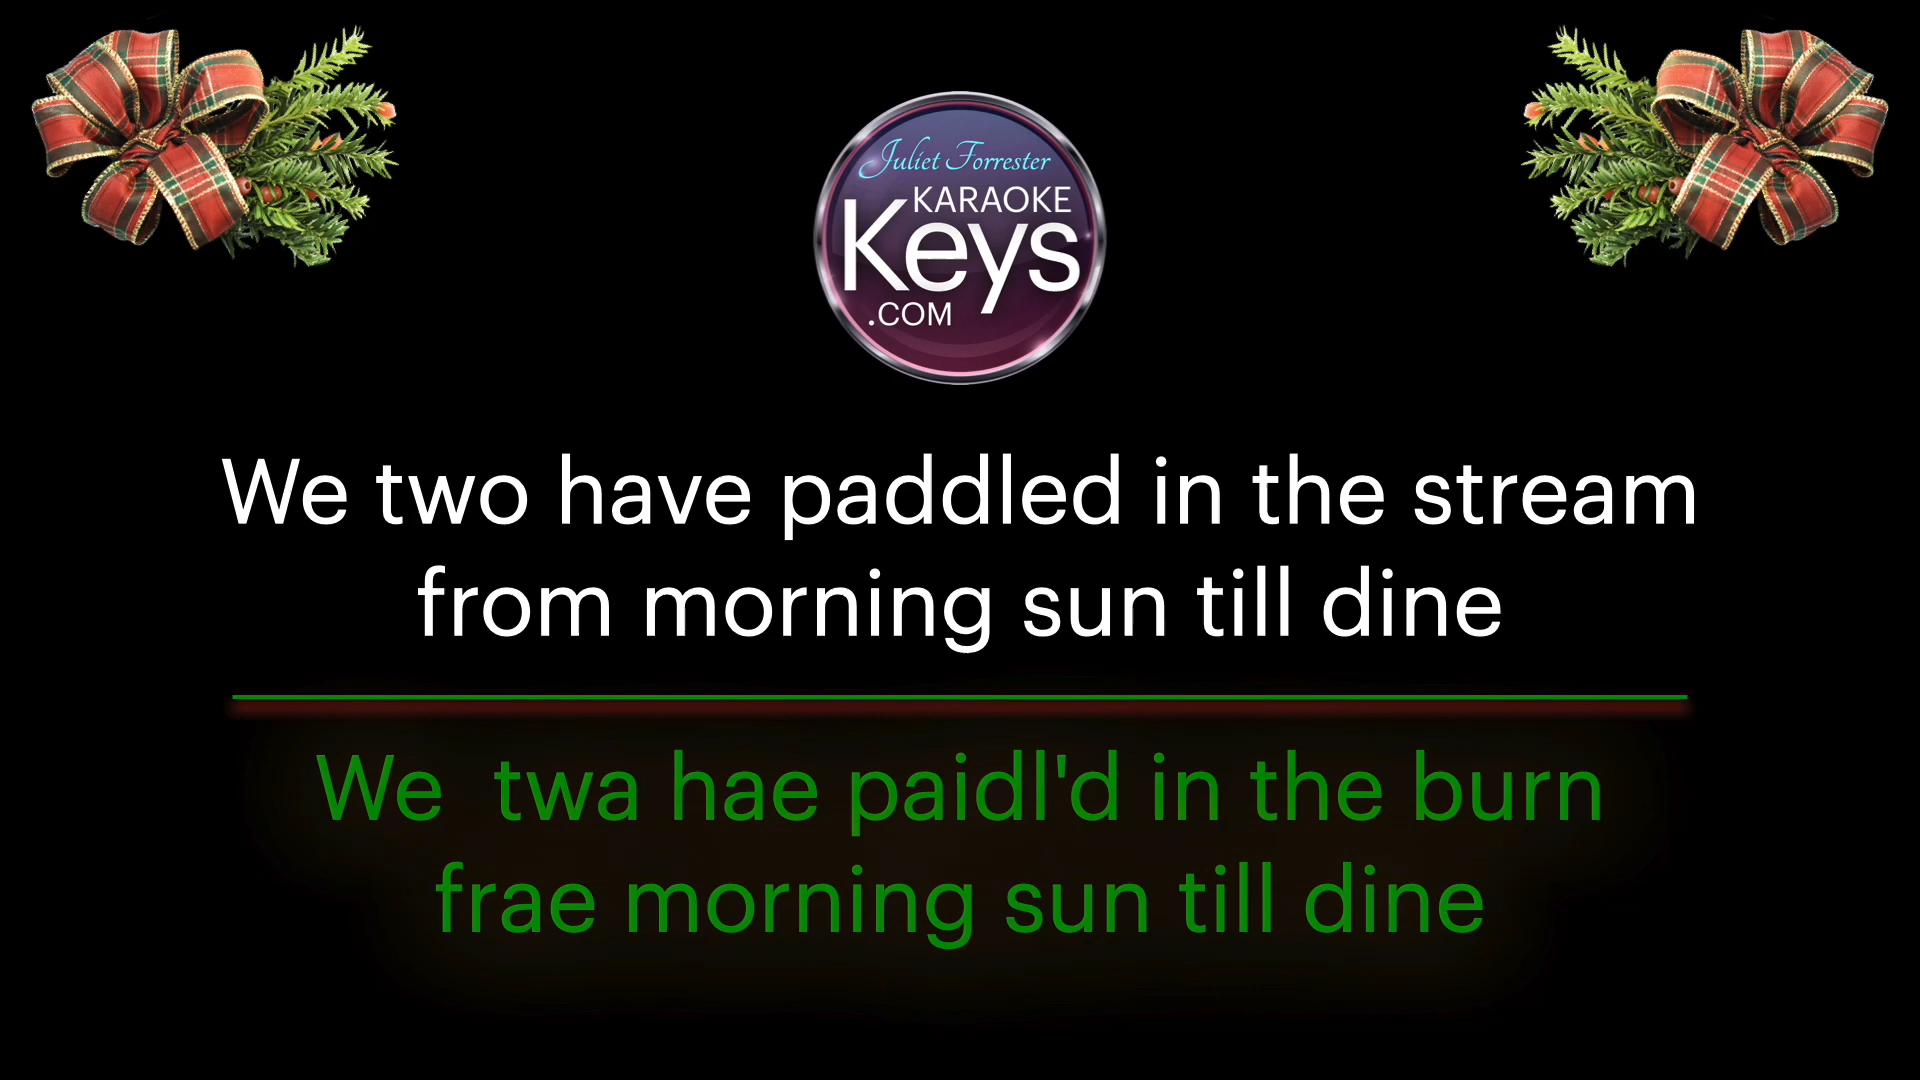 Juliet Forrester
KARAOKE
Keys
.COM
We two have paddled in the stream
from morning sun till dine
We twa hae paidl'd in the burn
frae morning sun till dine